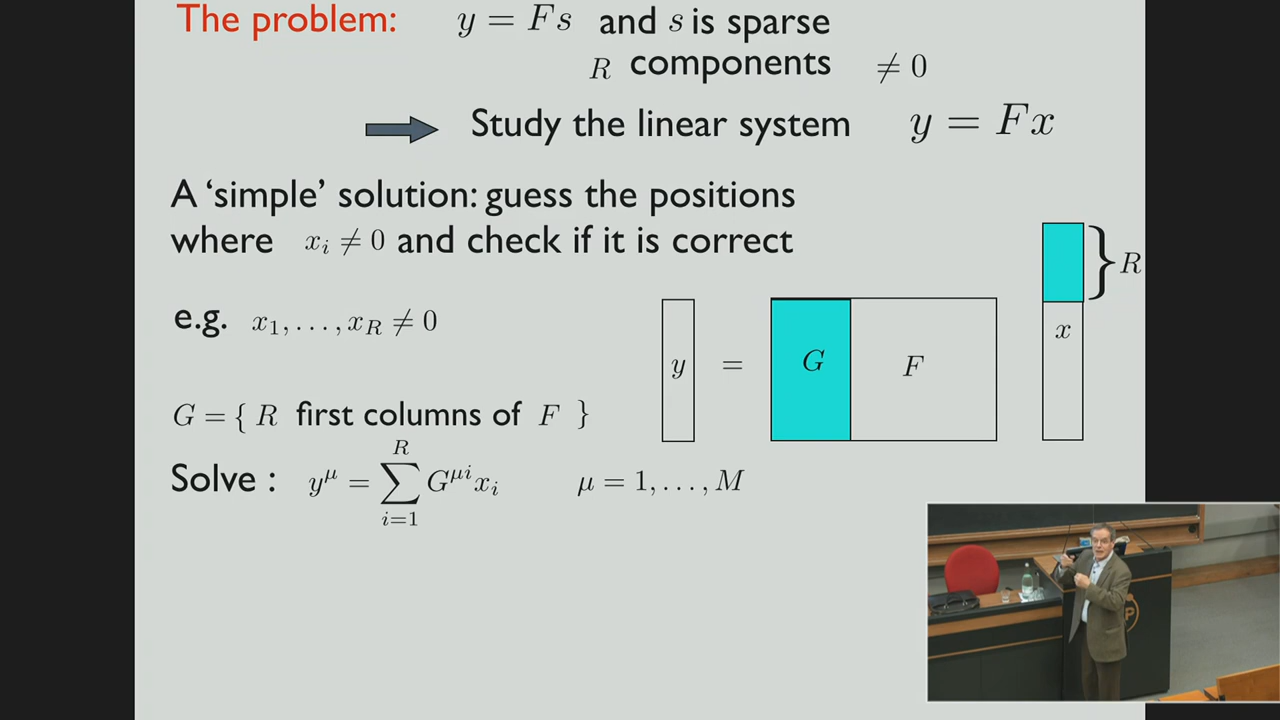 The problem: y = Fs and s is sparse
R components ≠ 0
Study the linear system y = Fx
A ‘simple’ solution: guess the positions
where x_i ≠ 0 and check if it is correct
e.g. x_1, . . . , x_R ≠ 0
y = G F x } R
G = { R first columns of F }
Solve : y^μ = \sum_{i=1}^{R} G^{μi} x_i μ = 1, . . . , M